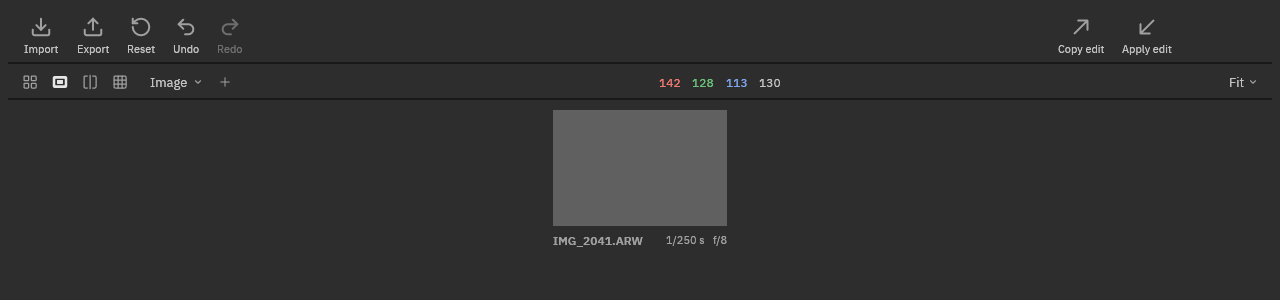 Import Export Reset Undo Redo Copy edit Apply edit
Image 142 128 113 130 Fit
IMG_2041.ARW 1/250 s f/8